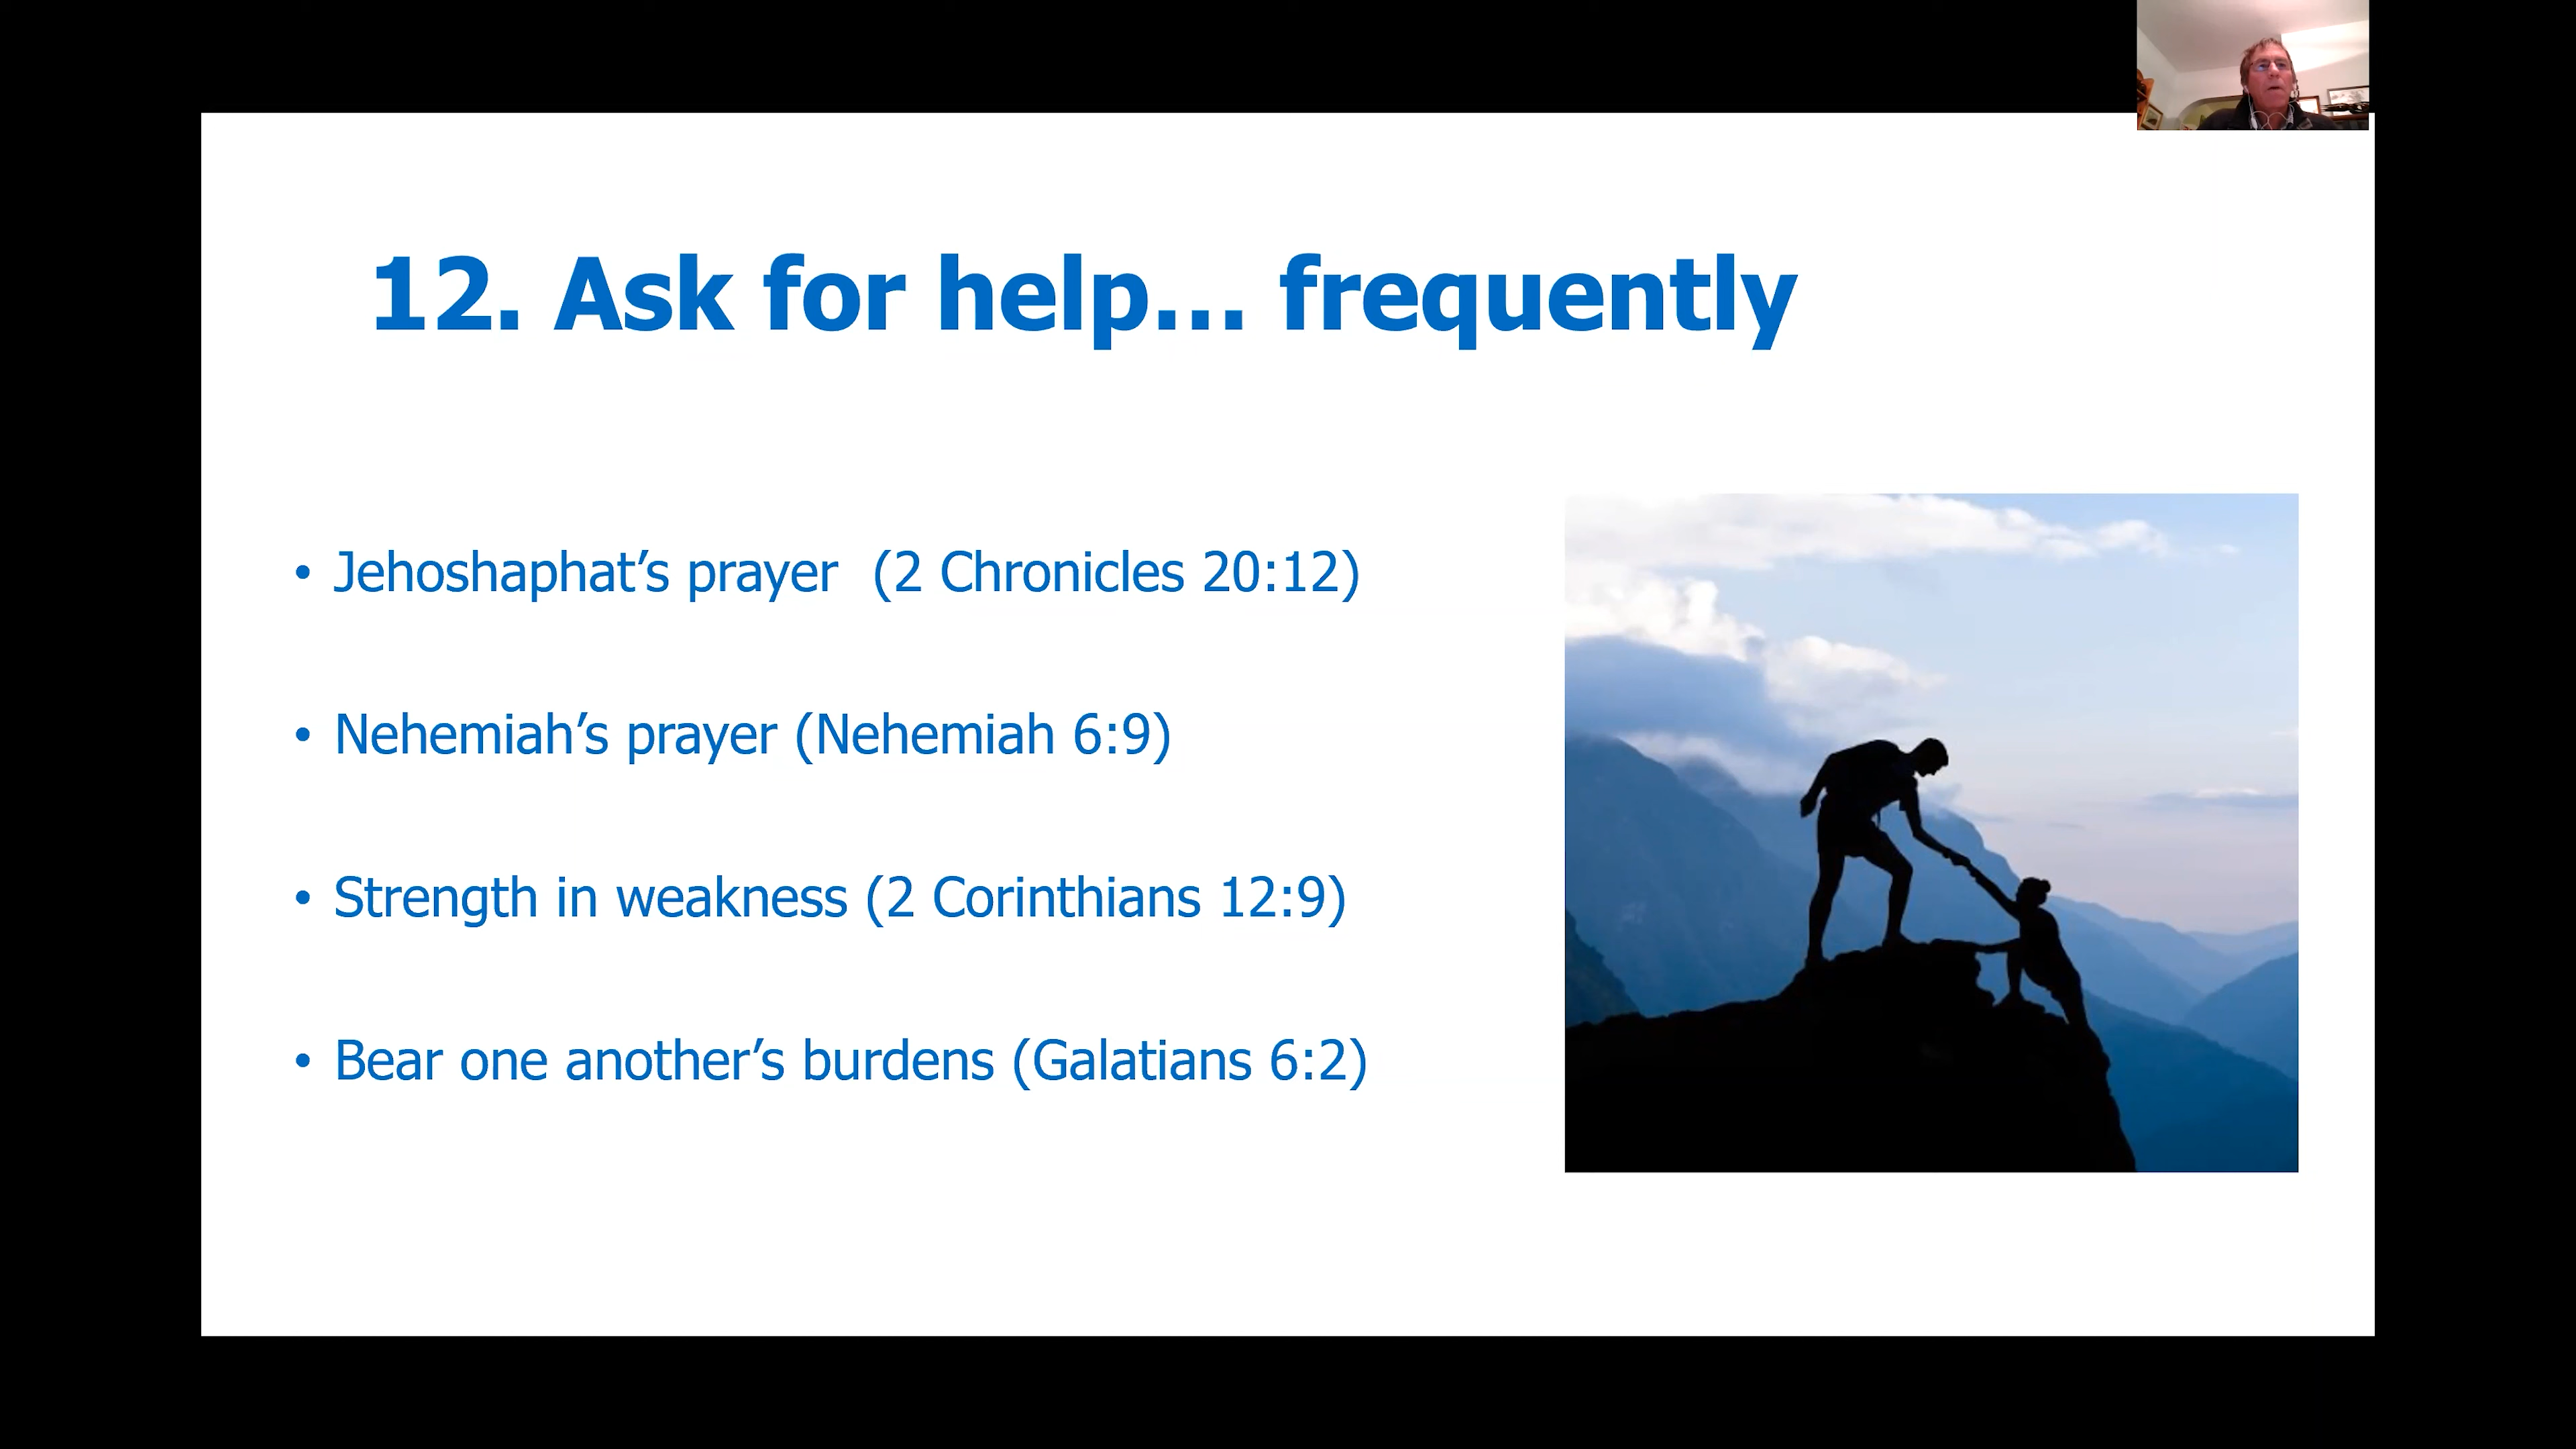 12. Ask for help... frequently
• Jehoshaphat’s prayer  (2 Chronicles 20:12)
• Nehemiah’s prayer (Nehemiah 6:9)
• Strength in weakness (2 Corinthians 12:9)
• Bear one another’s burdens (Galatians 6:2)